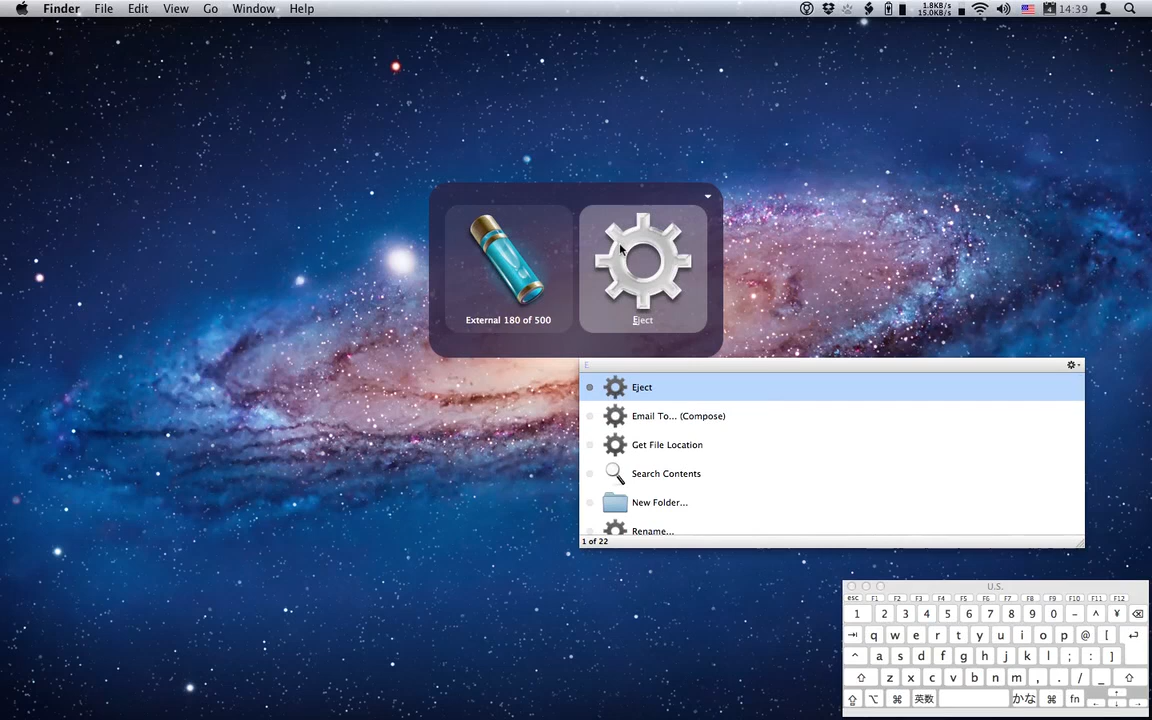 Finder File Edit View Go Window Help
1.8KB/s
15.0KB/s
14:39
External 180 of 500
Eject
E
Eject
Email To... (Compose)
Get File Location
Search Contents
New Folder...
Rename...
1 of 22
U.S.
esc F1 F2 F3 F4 F5 F6 F7 F8 F9 F10 F11 F12
1 2 3 4 5 6 7 8 9 0 - ^ ¥
q w e r t y u i o p @ [
^ a s d f g h j k l ; : ]
z x c v b n m , . / _
⌥ ⌘ 英数 かな ⌘ fn